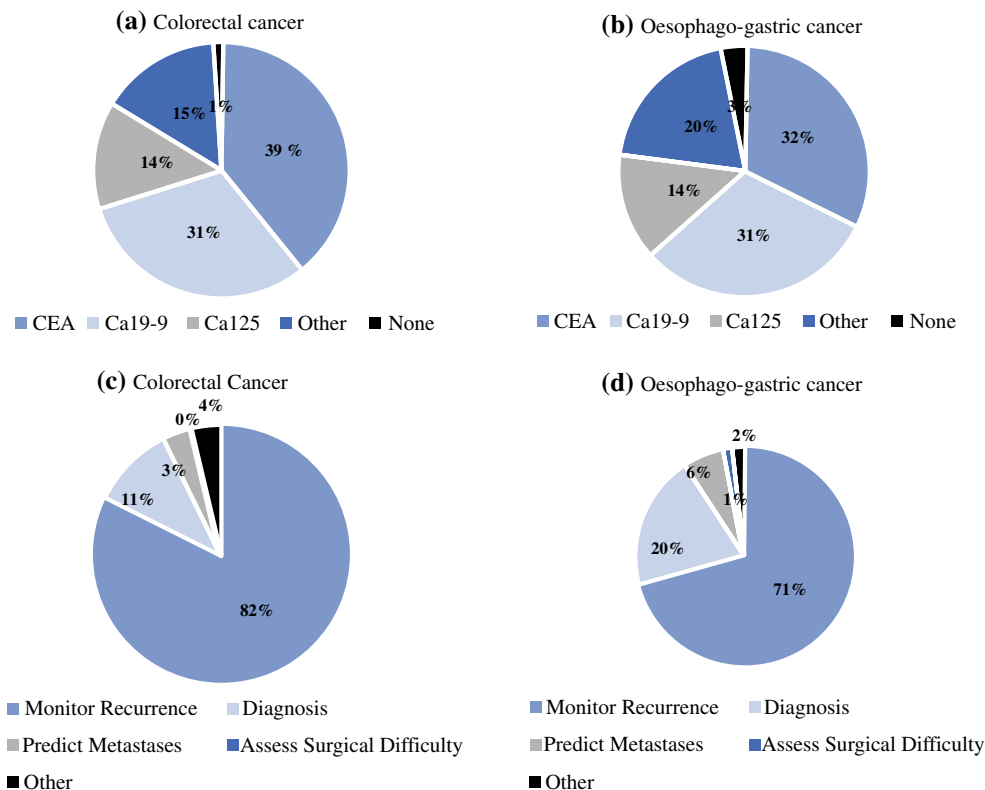 (a) Colorectal cancer
1%
15%
39 %
14%
31%
CEA Ca19-9 Ca125 Other None
(b) Oesophago-gastric cancer
3%
20%
32%
14%
31%
CEA Ca19-9 Ca125 Other None
(c) Colorectal Cancer
4%
0%
3%
11%
82%
Monitor Recurrence Diagnosis
Predict Metastases Assess Surgical Difficulty
Other
(d) Oesophago-gastric cancer
2%
6%
1%
20%
71%
Monitor Recurrence Diagnosis
Predict Metastases Assess Surgical Difficulty
Other